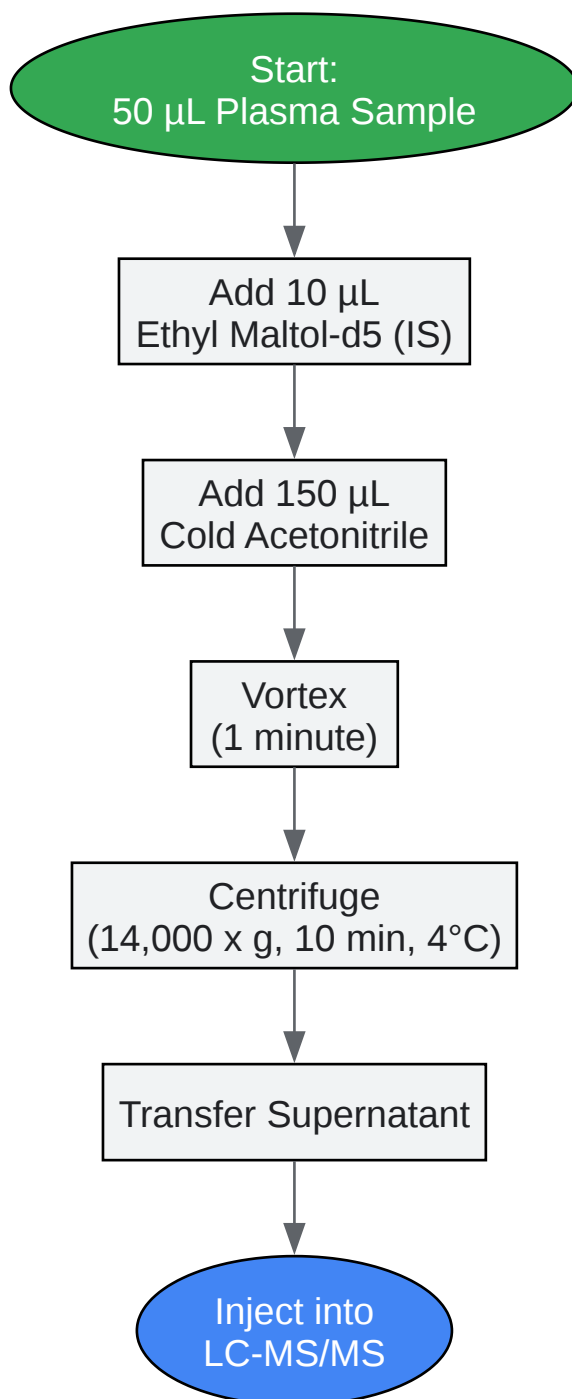 Start:
50 µL Plasma Sample
Add 10 µL
Ethyl Maltol-d5 (IS)
Add 150 µL
Cold Acetonitrile
Vortex
(1 minute)
Centrifuge
(14,000 x g, 10 min, 4°C)
Transfer Supernatant
Inject into
LC-MS/MS